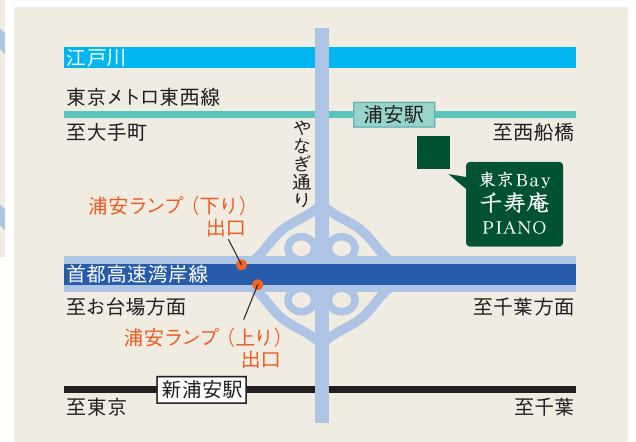 江戸川
東京メトロ東西線
浦安駅
至大手町
至西船橋
やなぎ通り
東京Bay
千寿庵
PIANO
浦安ランプ（下り）
出口
首都高速湾岸線
至お台場方面
至千葉方面
浦安ランプ（上り）
出口
新浦安駅
至東京
至千葉